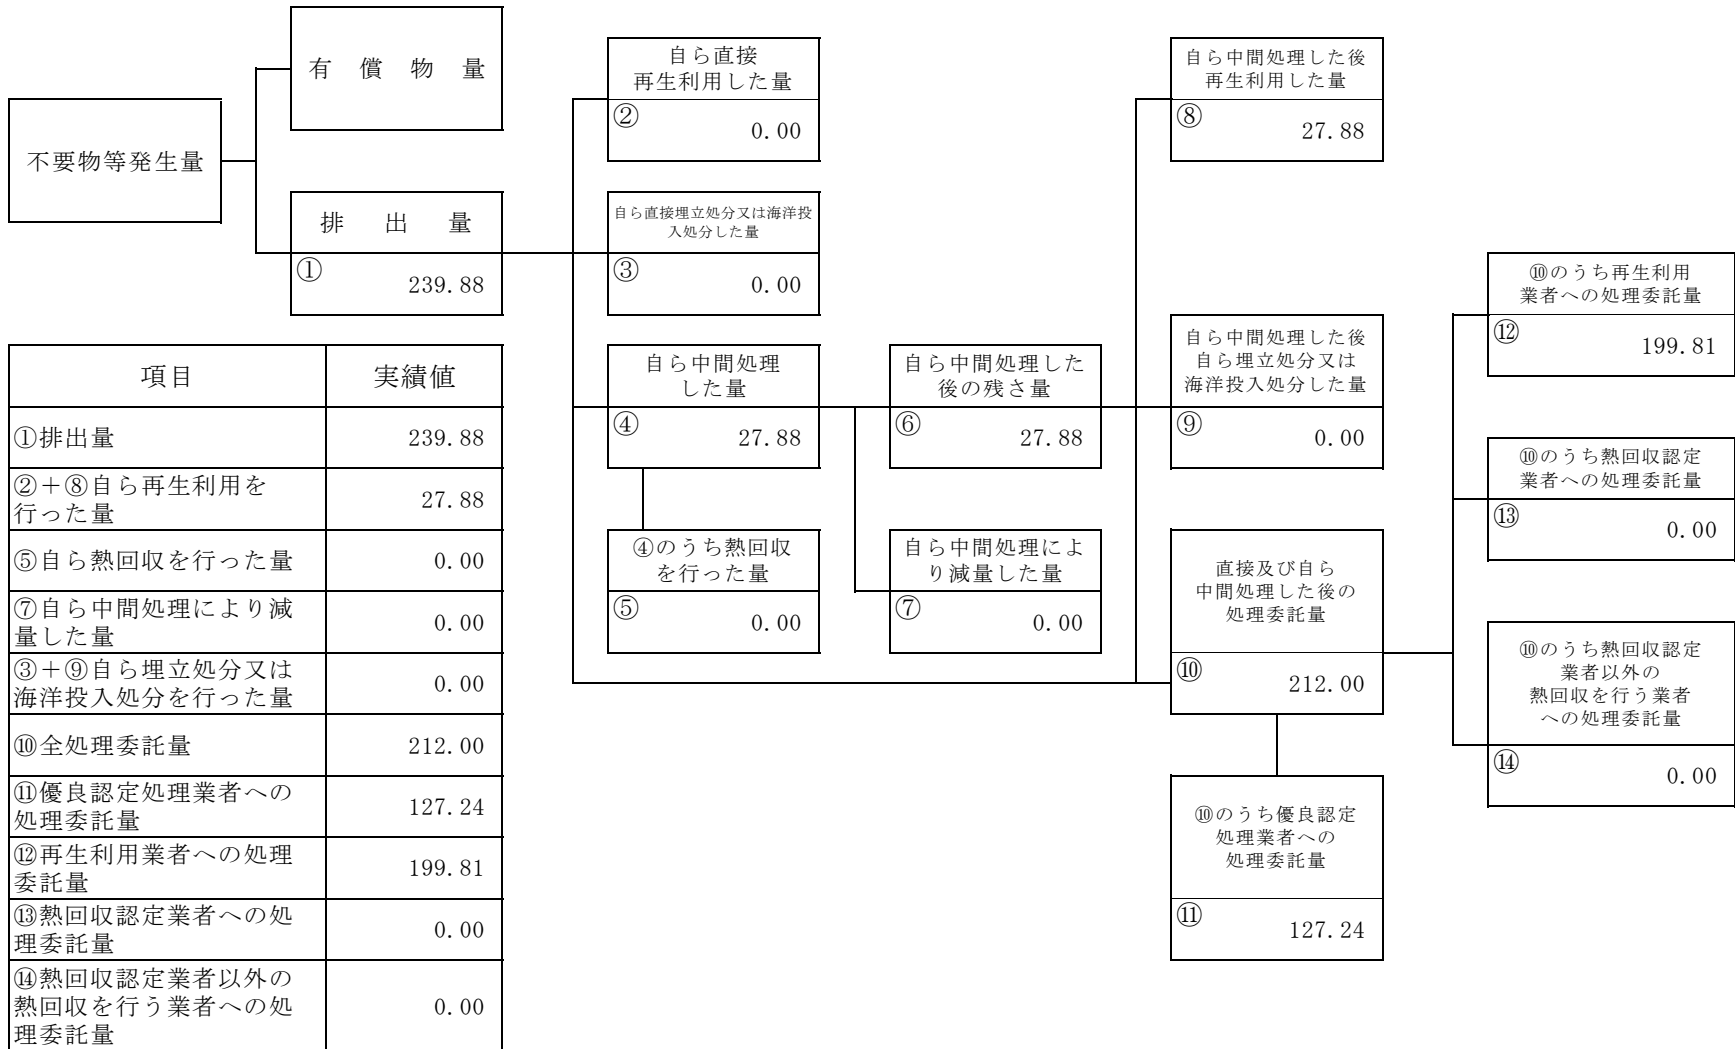 不要物等発生量
有償物量
排出量
①
239.88
自ら直接
再生利用した量
②
0.00
自ら直接埋立処分又は海洋投
入処分した量
③
0.00
自ら中間処理
した量
④
27.88
④のうち熱回収
を行った量
⑤
0.00
自ら中間処理した
後の残さ量
⑥
27.88
自ら中間処理によ
り減量した量
⑦
0.00
自ら中間処理した後
再生利用した量
⑧
27.88
自ら中間処理した後
自ら埋立処分又は
海洋投入処分した量
⑨
0.00
直接及び自ら
中間処理した後の
処理委託量
⑩
212.00
⑩のうち優良認定
処理業者への
処理委託量
⑪
127.24
⑩のうち再生利用
業者への処理委託量
⑫
199.81
⑩のうち熱回収認定
業者への処理委託量
⑬
0.00
⑩のうち熱回収認定
業者以外の
熱回収を行う業者
への処理委託量
⑭
0.00
項目 実績値
①排出量 239.88
②+⑧自ら再生利用を
行った量 27.88
⑤自ら熱回収を行った量 0.00
⑦自ら中間処理により減
量した量 0.00
③+⑨自ら埋立処分又は
海洋投入処分を行った量 0.00
⑩全処理委託量 212.00
⑪優良認定処理業者への
処理委託量 127.24
⑫再生利用業者への処理
委託量 199.81
⑬熱回収認定業者への処
理委託量 0.00
⑭熱回収認定業者以外の
熱回収を行う業者への処
理委託量 0.00